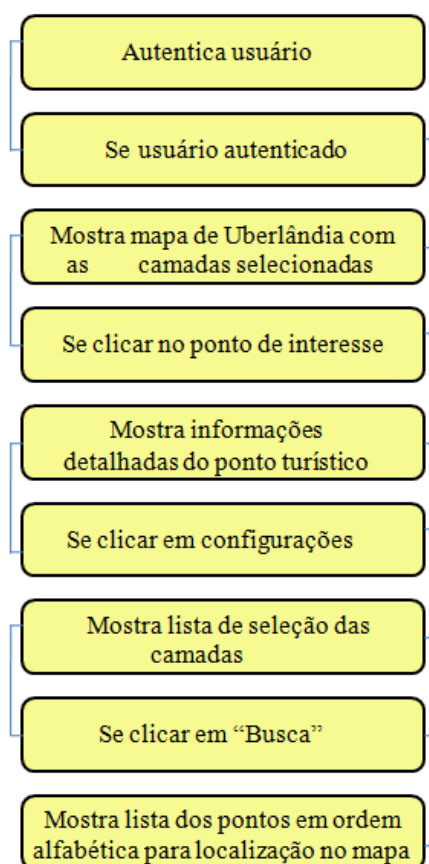 Autentica usuário
Se usuário autenticado
Mostra mapa de Uberlândia com
as camadas selecionadas
Se clicar no ponto de interesse
Mostra informações
detalhadas do ponto turístico
Se clicar em configurações
Mostra lista de seleção das
camadas
Se clicar em “Busca”
Mostra lista dos pontos em ordem
alfabética para localização no mapa